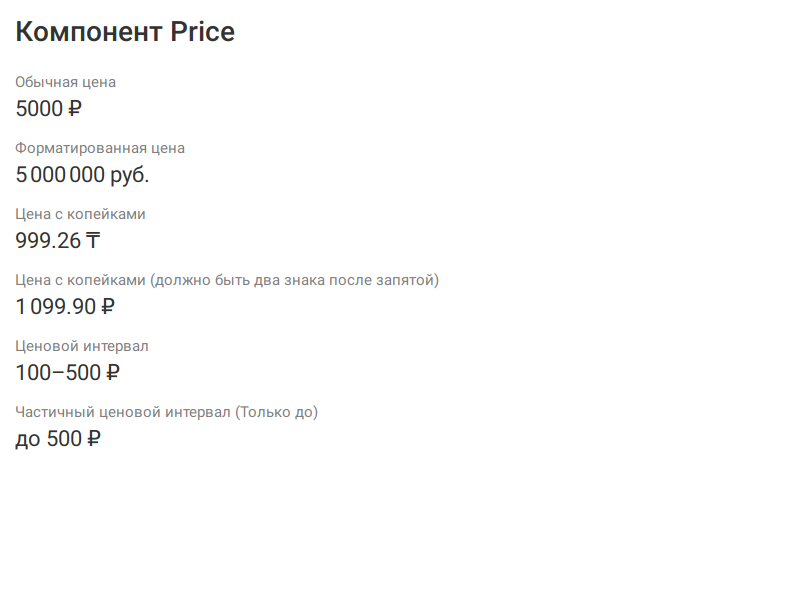 Компонент Price
Обычная цена
5000 ₽
Форматированная цена
5 000 000 руб.
Цена с копейками
999.26 ₸
Цена с копейками (должно быть два знака после запятой)
1 099.90 ₽
Ценовой интервал
100–500 ₽
Частичный ценовой интервал (Только до)
до 500 ₽